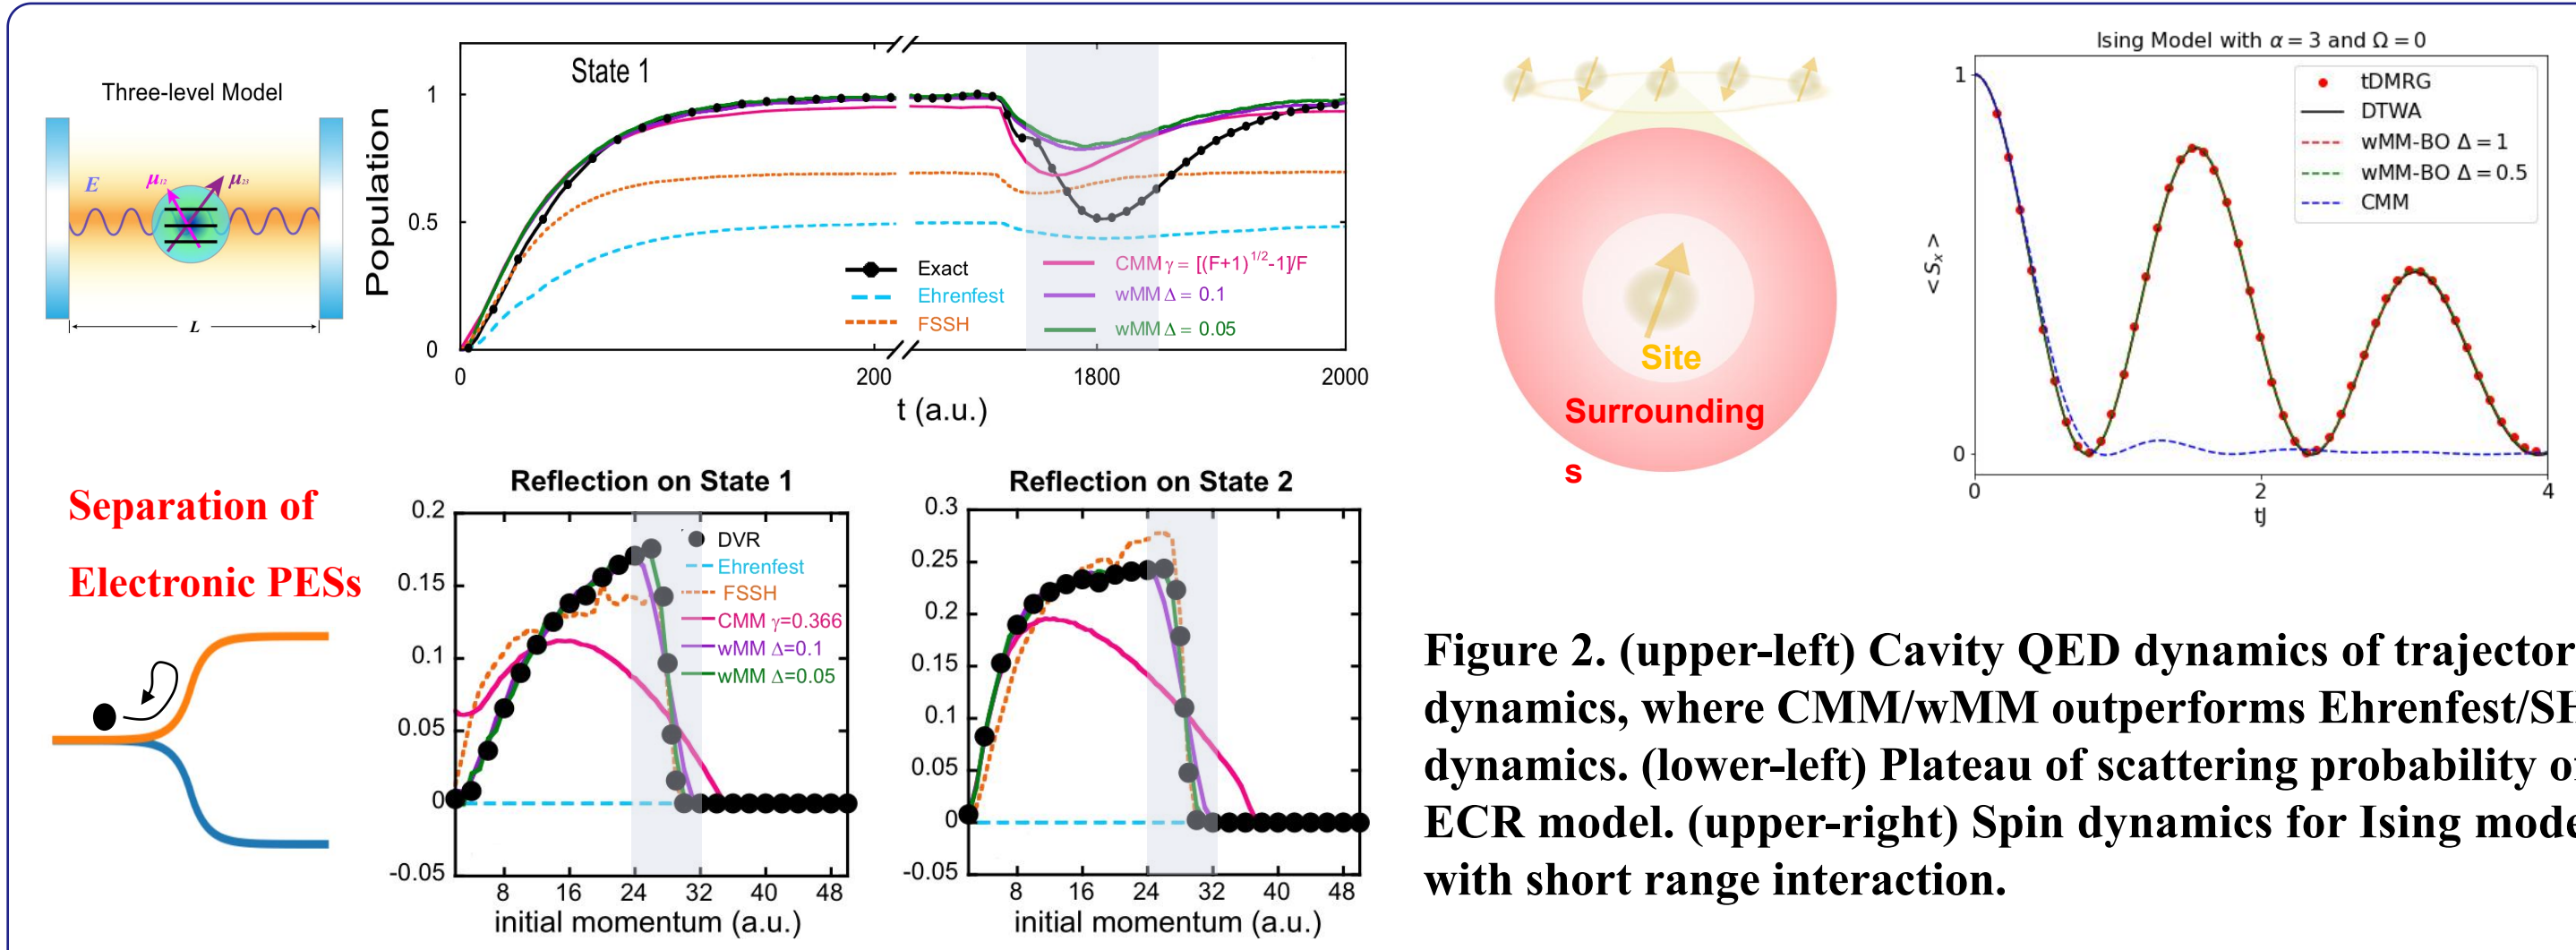 Three-level Model
E
μ12
μ23
L
State 1
Population
1
0.5
0
0
200
1800
2000
t (a.u.)
Exact
Ehrenfest
FSSH
CMM γ = [(F+1)^1/2-1]/F
wMM Δ = 0.1
wMM Δ = 0.05
Site
Surrounding
s
Ising Model with α = 3 and Ω = 0
tDMRG
DTWA
wMM-BO Δ = 1
wMM-BO Δ = 0.5
CMM
< Sx >
1
0
0
2
4
tJ
Separation of
Electronic PESs
Reflection on State 1
0.2
0.15
0.1
0.05
0
-0.05
8 16 24 32 40 48
initial momentum (a.u.)
DVR
Ehrenfest
FSSH
CMM γ=0.366
wMM Δ=0.1
wMM Δ=0.05
Reflection on State 2
0.3
0.25
0.2
0.15
0.1
0.05
0
-0.05
8 16 24 32 40 48
initial momentum (a.u.)
Figure 2. (upper-left) Cavity QED dynamics of trajector
dynamics, where CMM/wMM outperforms Ehrenfest/SH
dynamics. (lower-left) Plateau of scattering probability of
ECR model. (upper-right) Spin dynamics for Ising mode
with short range interaction.